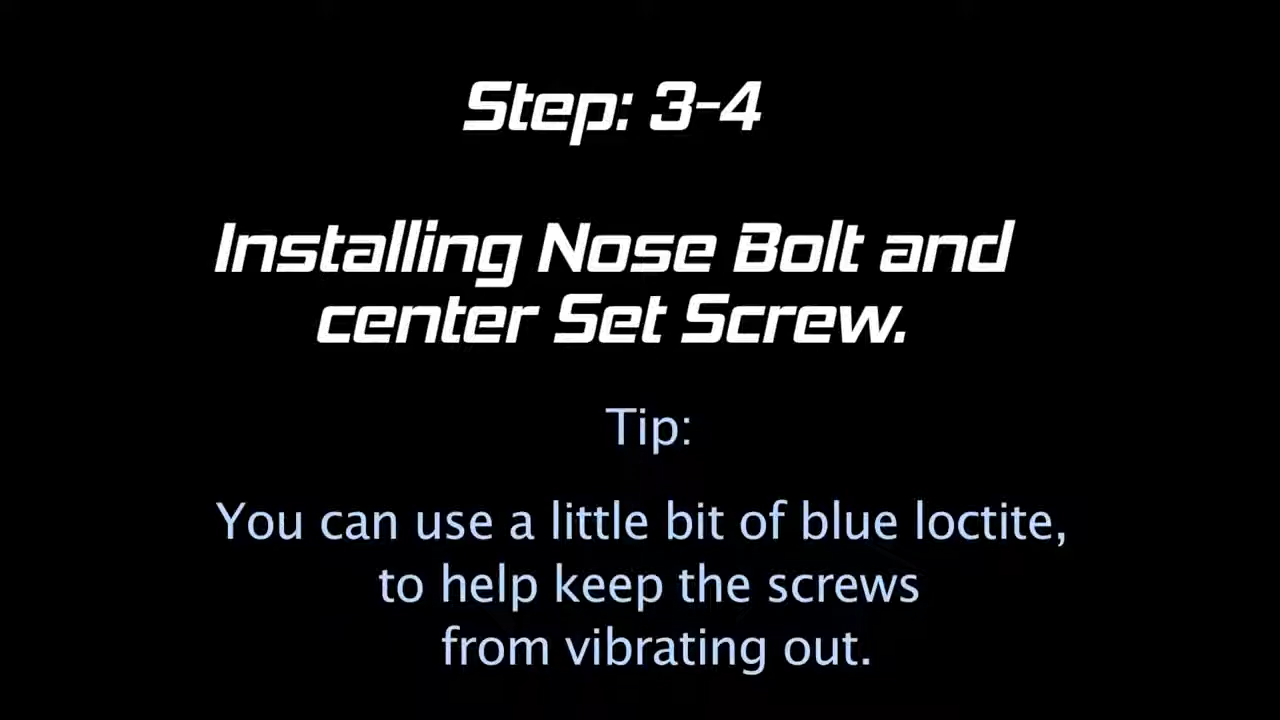 Step: 3-4
Installing Nose Bolt and
center Set Screw.
Tip:
You can use a little bit of blue loctite,
to help keep the screws
from vibrating out.